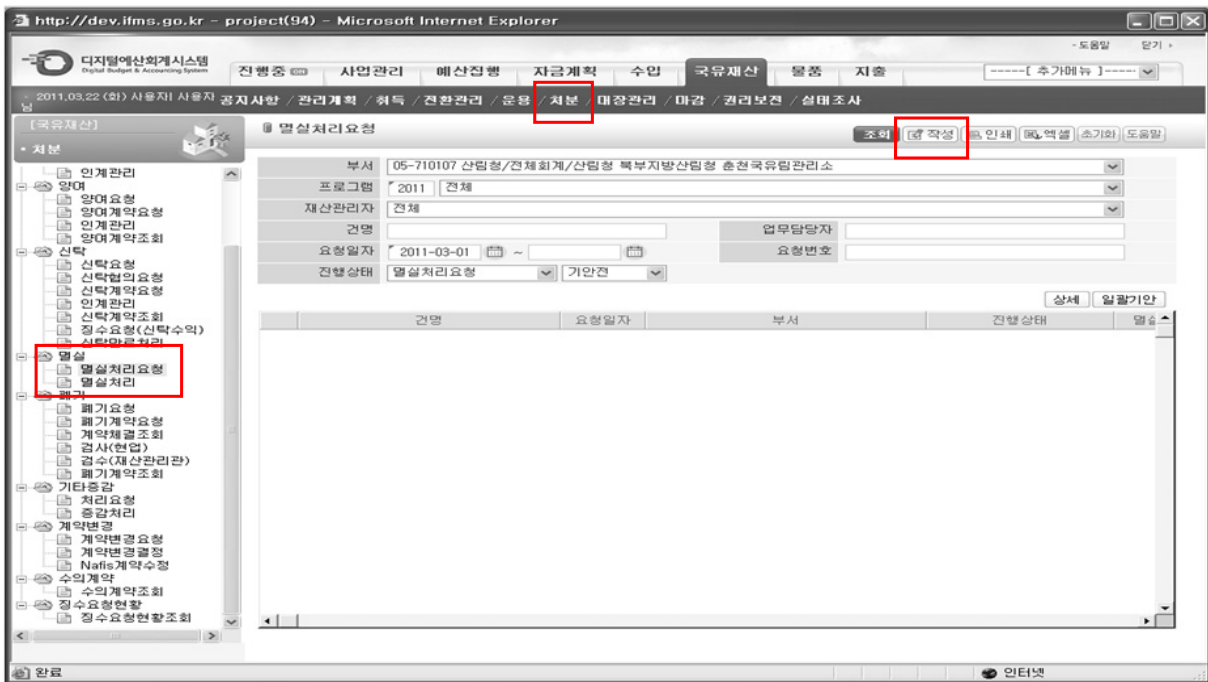 http://dev.ifms.go.kr - project(94) - Microsoft Internet Explorer
- 도움말 닫기
디지털예산회계시스템
Digital Budget & Accounting System
진행중 사업관리 예산집행 자금계획 수입 국유재산 물품 지출 -----[ 추가메뉴 ]-----
2011,03,22 (화) 사용자 사용자님 공지사항 / 관리계획 / 취득 / 전환관리 / 운용 / 처분 / 대장관리 / 마감 / 권리보전 / 실태조사
[국유재산]
• 처분
멸실처리요청
조회 작성 인쇄 엑셀 초기화 도움말
인계관리
양여
양여요청
양여계약요청
인계관리
양여계약조회
신탁
신탁요청
신탁협의요청
신탁계약요청
인계관리
신탁계약조회
징수요청(신탁수익)
신탁만료처리
멸실
멸실처리요청
멸실처리
폐기
폐기요청
폐기계약요청
계약체결조회
검사(현업)
검수(재산관리관)
폐기계약조회
기타증감
처리요청
증감처리
계약변경
계약변경요청
계약변경결정
Nafis계약수정
수의계약
수의계약조회
징수요청현황
징수요청현황조회
부서 05-710107 산림청/전체회계/산림청 북부지방산림청 춘천국유림관리소
프로그램 2011 전체
재산관리자 전체
건명 업무담당자
요청일자 2011-03-01 ~ 요청번호
진행상태 멸실처리요청 기안전
상세 일괄기안
건명 요청일자 부서 진행상태
완료 인터넷